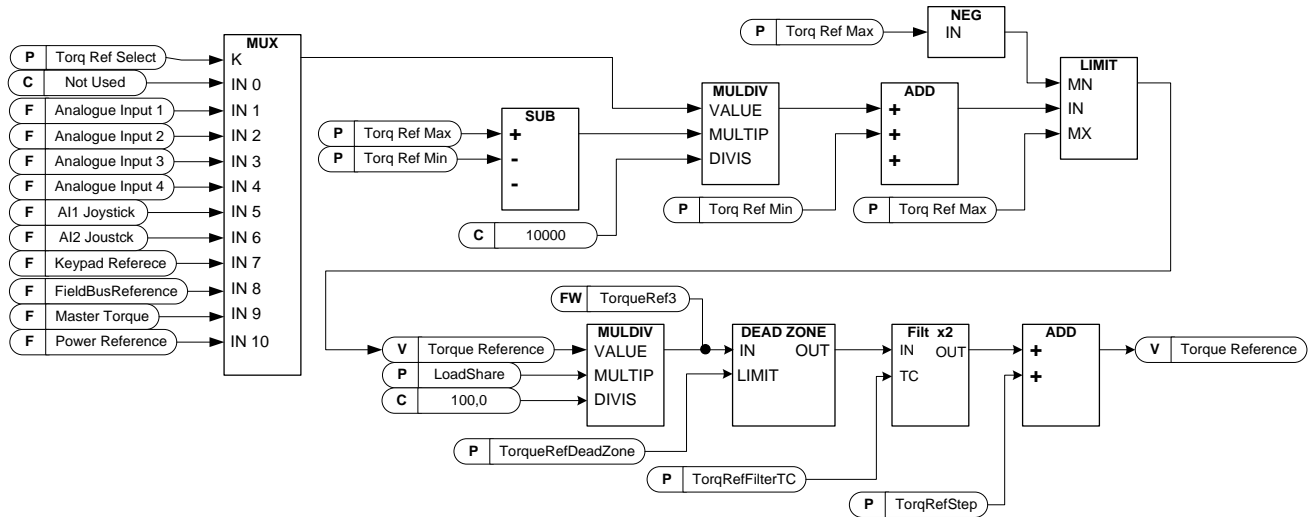 MUX
P Torq Ref Select K
C Not Used IN 0
F Analogue Input 1 IN 1
F Analogue Input 2 IN 2
F Analogue Input 3 IN 3
F Analogue Input 4 IN 4
F AI1 Joystick IN 5
F AI2 Joustck IN 6
F Keypad Referece IN 7
F FieldBusReference IN 8
F Master Torque IN 9
F Power Reference IN 10
SUB
P Torq Ref Max +
P Torq Ref Min -
-
C 10000
MULDIV
VALUE
MULTIP
DIVIS
P Torq Ref Min
ADD
+
+
+
P Torq Ref Max
NEG
P Torq Ref Max IN
LIMIT
MN
IN
MX
FW TorqueRef3
MULDIV
V Torque Reference VALUE
P LoadShare MULTIP
C 100,0 DIVIS
P TorqueRefDeadZone
DEAD ZONE
IN OUT
LIMIT
P TorqRefFilterTC
Filt x2
IN OUT
TC
P TorqRefStep
ADD
+
+
V Torque Reference